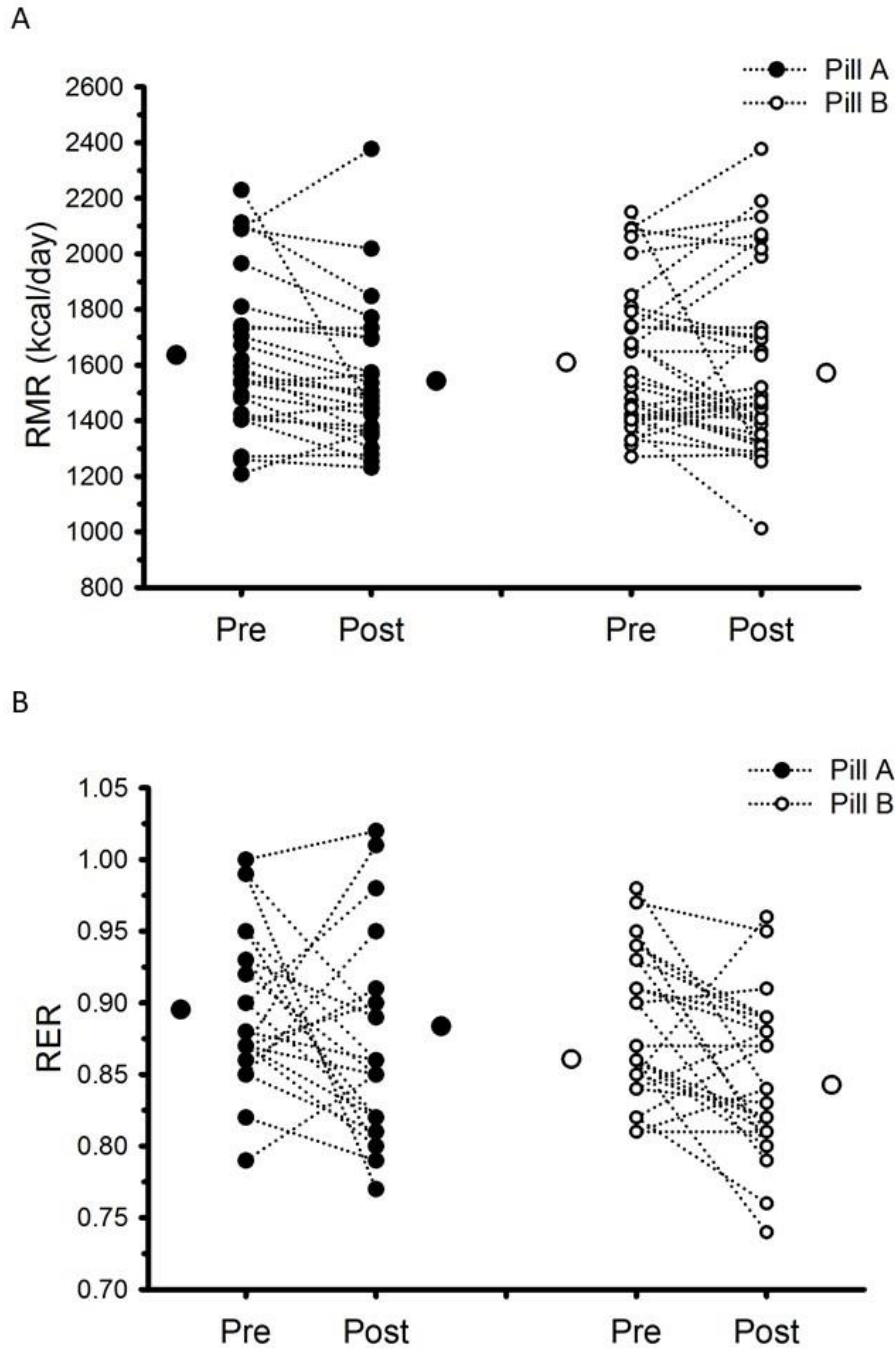 A
Pill A
Pill B
2600
2400
2200
2000
1800
1600
1400
1200
1000
800
RMR (kcal/day)
Pre Post Pre Post
B
Pill A
Pill B
1.05
1.00
0.95
0.90
0.85
0.80
0.75
0.70
RER
Pre Post Pre Post